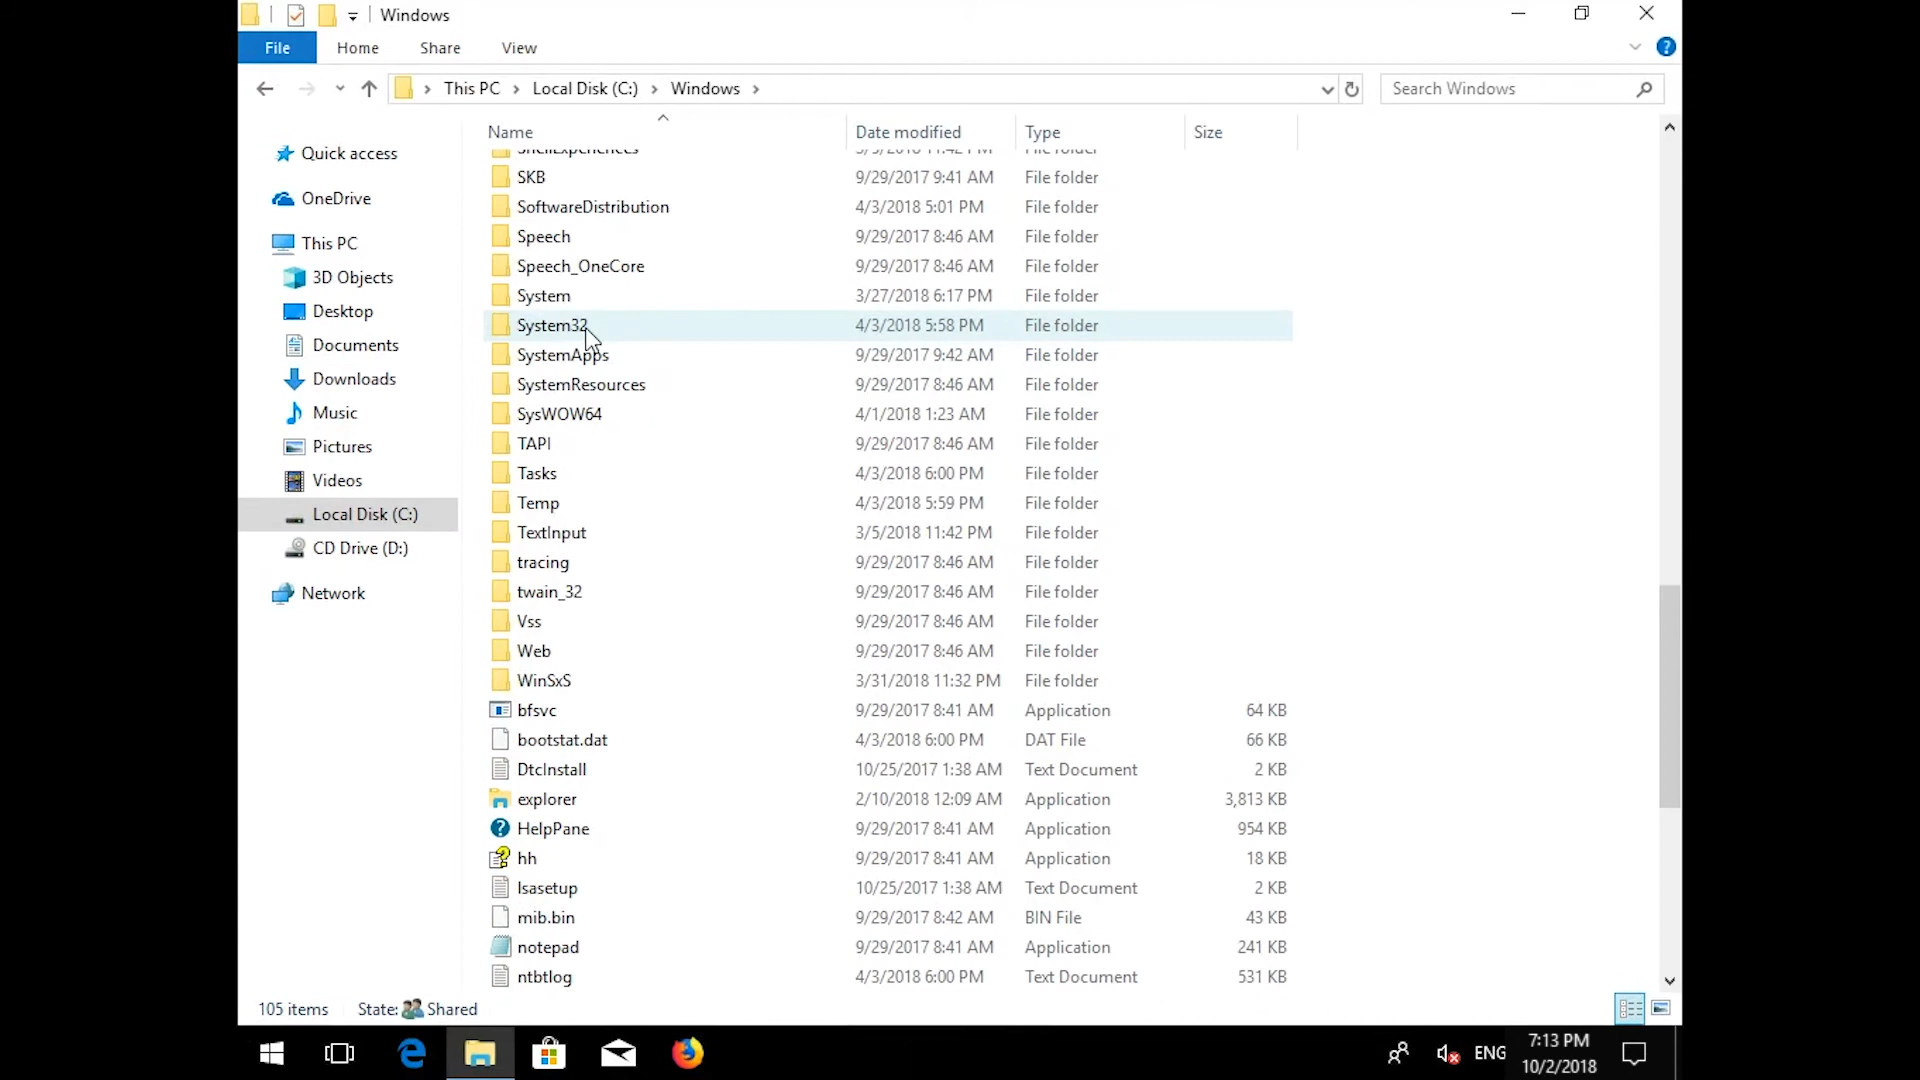 Windows
File Home Share View
This PC Local Disk (C:) Windows
Search Windows
Name Date modified Type Size
Quick access
OneDrive
This PC
3D Objects
Desktop
Documents
Downloads
Music
Pictures
Videos
Local Disk (C:)
CD Drive (D:)
Network
SKB 9/29/2017 9:41 AM File folder
SoftwareDistribution 4/3/2018 5:01 PM File folder
Speech 9/29/2017 8:46 AM File folder
Speech_OneCore 9/29/2017 8:46 AM File folder
System 3/27/2018 6:17 PM File folder
System32 4/3/2018 5:58 PM File folder
SystemApps 9/29/2017 9:42 AM File folder
SystemResources 9/29/2017 8:46 AM File folder
SysWOW64 4/1/2018 1:23 AM File folder
TAPI 9/29/2017 8:46 AM File folder
Tasks 4/3/2018 6:00 PM File folder
Temp 4/3/2018 5:59 PM File folder
TextInput 3/5/2018 11:42 PM File folder
tracing 9/29/2017 8:46 AM File folder
twain_32 9/29/2017 8:46 AM File folder
Vss 9/29/2017 8:46 AM File folder
Web 9/29/2017 8:46 AM File folder
WinSxS 3/31/2018 11:32 PM File folder
bfsvc 9/29/2017 8:41 AM Application 64 KB
bootstat.dat 4/3/2018 6:00 PM DAT File 66 KB
DtcInstall 10/25/2017 1:38 AM Text Document 2 KB
explorer 2/10/2018 12:09 AM Application 3,813 KB
HelpPane 9/29/2017 8:41 AM Application 954 KB
hh 9/29/2017 8:41 AM Application 18 KB
lsasetup 10/25/2017 1:38 AM Text Document 2 KB
mib.bin 9/29/2017 8:42 AM BIN File 43 KB
notepad 9/29/2017 8:41 AM Application 241 KB
ntbtlog 4/3/2018 6:00 PM Text Document 531 KB
105 items State: Shared
ENG 7:13 PM
10/2/2018